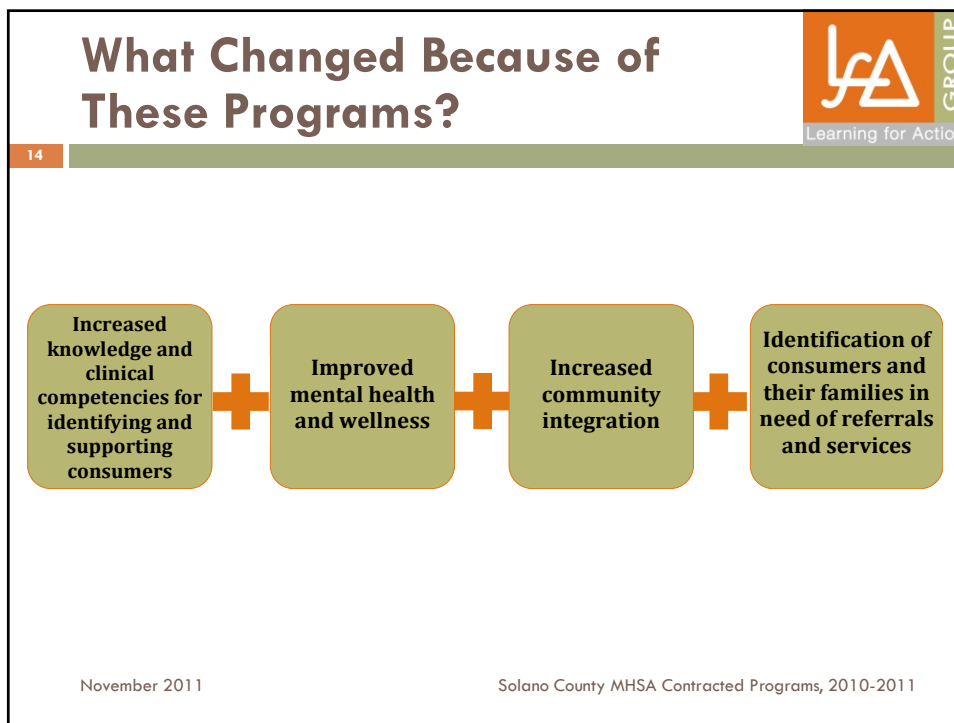 What Changed Because of
These Programs?
LFA
GROUP
Learning for Actio
14
Increased
knowledge and
clinical
competencies for
identifying and
supporting
consumers
Improved
mental health
and wellness
Increased
community
integration
Identification of
consumers and
their families in
need of referrals
and services
November 2011
Solano County MHSA Contracted Programs, 2010-2011